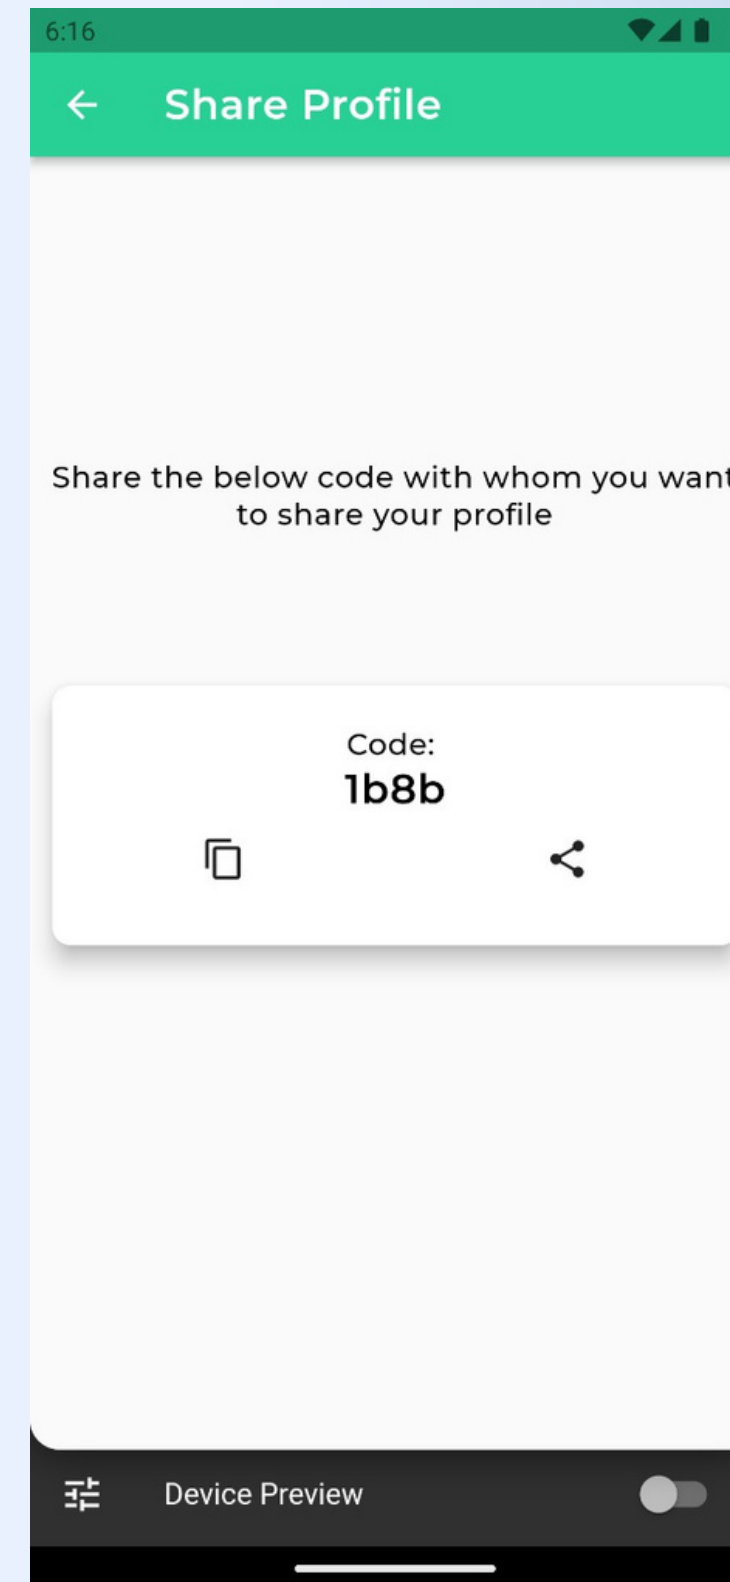 6:16
Share Profile
Share the below code with whom you want
to share your profile
Code:
1b8b
Device Preview